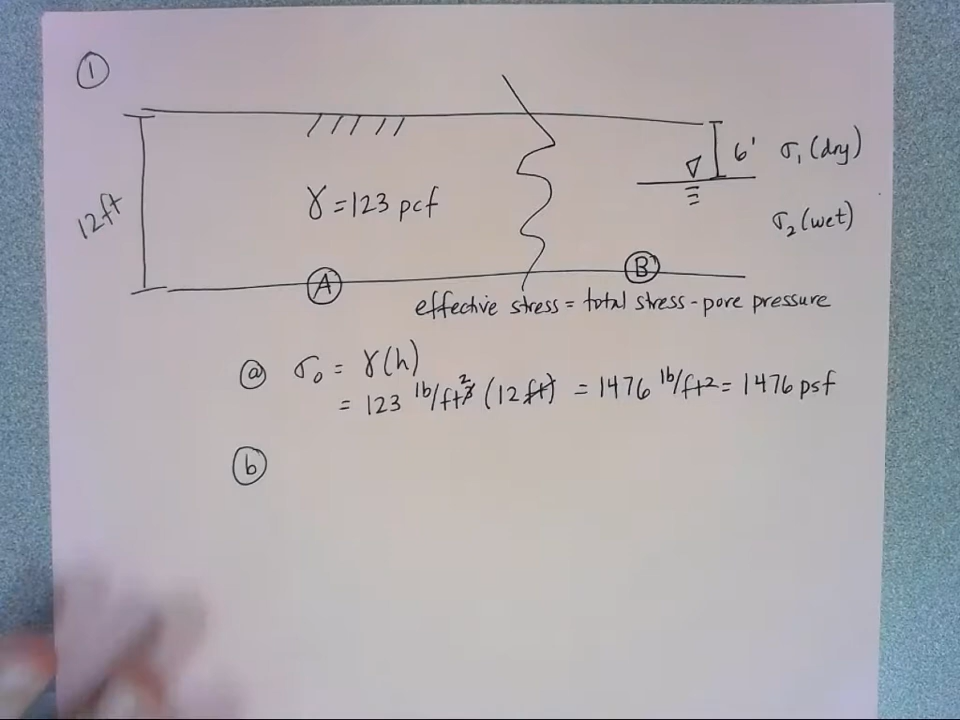 ①
12ft
γ = 123 pcf
6' σ₁ (dry)
σ₂ (wet)
Ⓐ
Ⓑ
effective stress = total stress - pore pressure
ⓐ σ₀ = γ(h)
= 123 lb/ft³² (12 ft) = 1476 lb/ft2 = 1476 psf
ⓑ